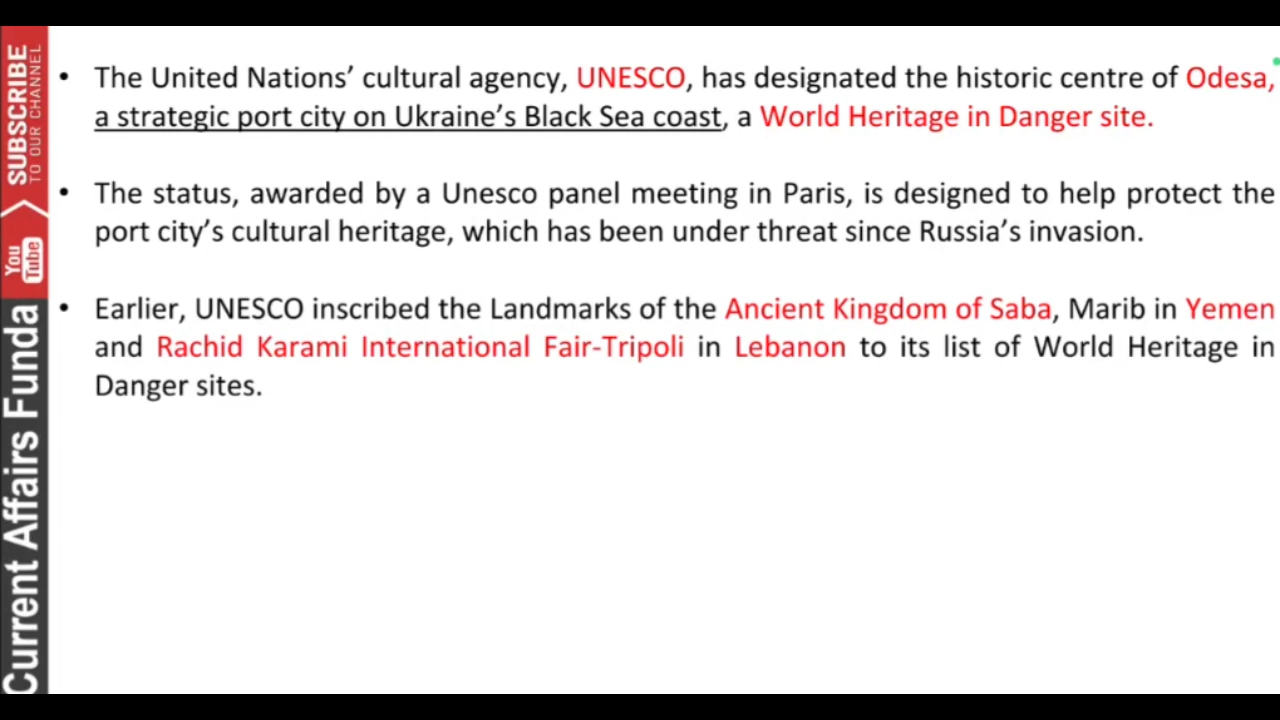 • The United Nations’ cultural agency, UNESCO, has designated the historic centre of Odesa,
a strategic port city on Ukraine’s Black Sea coast, a World Heritage in Danger site.
• The status, awarded by a Unesco panel meeting in Paris, is designed to help protect the
port city’s cultural heritage, which has been under threat since Russia’s invasion.
• Earlier, UNESCO inscribed the Landmarks of the Ancient Kingdom of Saba, Marib in Yemen
and Rachid Karami International Fair-Tripoli in Lebanon to its list of World Heritage in
Danger sites.
SUBSCRIBE
TO OUR CHANNEL
You
Tube
Current Affairs Funda